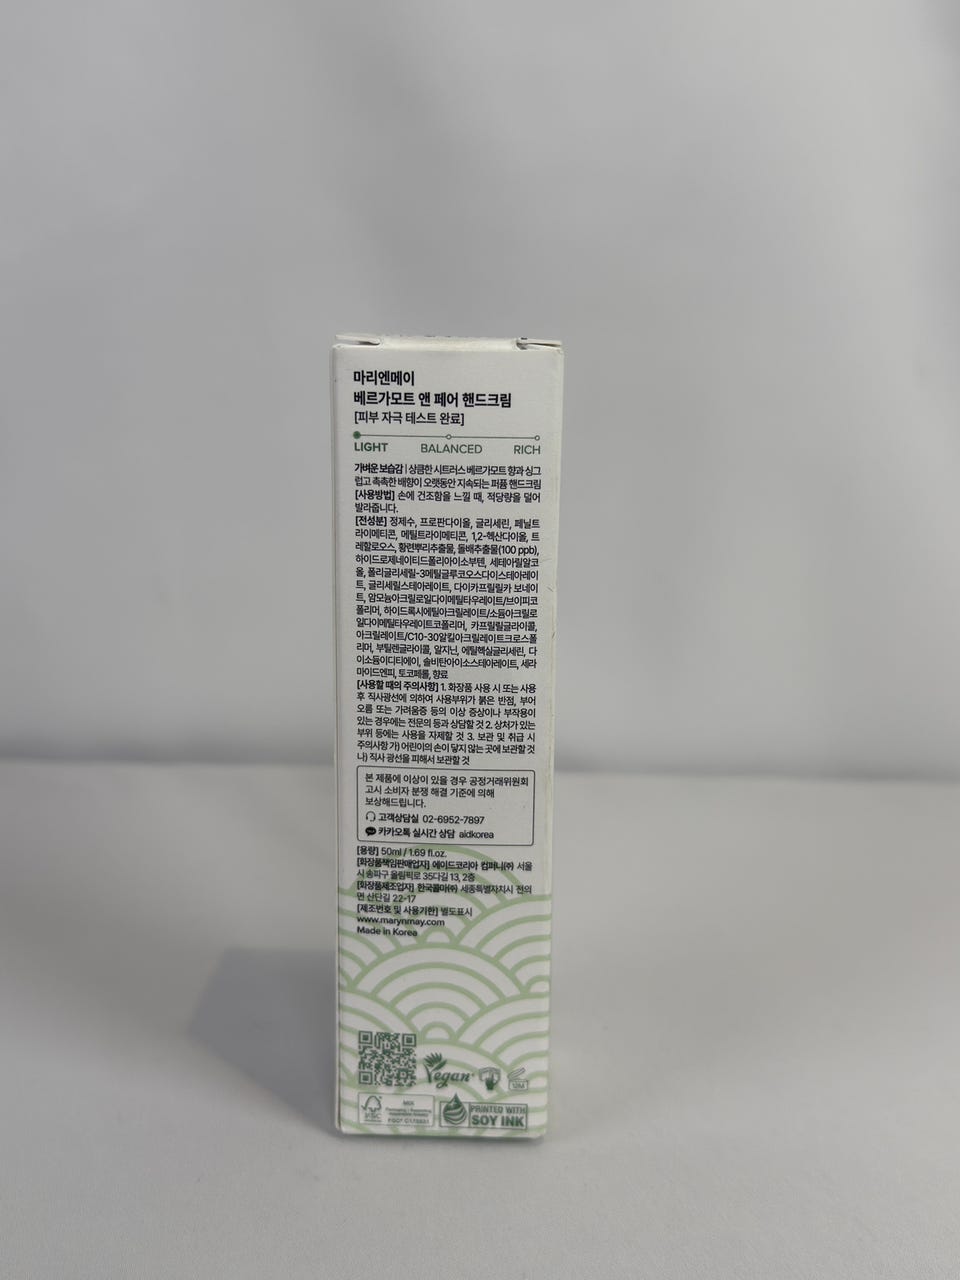 마리엔메이
베르가모트 앤 페어 핸드크림
[피부 자극 테스트 완료]
LIGHT BALANCED RICH
가벼운 보습감 | 상큼한 시트러스 베르가모트 향과 싱그
럽고 촉촉한 배향이 오랫동안 지속되는 퍼퓸 핸드크림
[사용방법] 손에 건조함을 느낄 때, 적당량을 덜어
발라줍니다.
[전성분] 정제수, 프로판다이올, 글리세린, 페닐트
라이메티콘, 메틸트라이메티콘, 1,2-헥산다이올, 트
레할로오스, 황련뿌리추출물, 돌배추출물(100 ppb),
하이드로제네이티드폴리아이소부텐, 세테아릴알코
올, 폴리글리세릴-3메틸글루코오스다이스테아레이
트, 글리세릴스테아레이트, 다이카프릴릴카보네이
트, 암모늄아크릴로일다이메틸타우레이트/브이피코
폴리머, 하이드록시에틸아크릴레이트/소듐아크릴로
일다이메틸타우레이트코폴리머, 카프릴릴글라이콜,
아크릴레이트/C10-30알킬아크릴레이트크로스폴
리머, 부틸렌글라이콜, 알지닌, 에틸헥실글리세린, 다
이소듐이디티에이, 솔비탄아이소스테아레이트, 세라
마이드엔피, 토코페롤, 향료
[사용할 때의 주의사항] 1. 화장품 사용 시 또는 사용
후 직사광선에 의하여 사용부위가 붉은 반점, 부어
오름 또는 가려움증 등의 이상 증상이나 부작용이
있는 경우에는 전문의 등과 상담할 것 2. 상처가 있는
부위 등에는 사용을 자제할 것 3. 보관 및 취급 시
주의사항 가) 어린이의 손이 닿지 않는 곳에 보관할 것
나) 직사 광선을 피해서 보관할 것
본 제품에 이상이 있을 경우 공정거래위원회
고시 소비자 분쟁 해결 기준에 의해
보상해드립니다.
고객상담실 02-6952-7897
카카오톡 실시간 상담 aidkorea
[용량] 50ml / 1.69 fl.oz.
[화장품책임판매업자] 에이드코리아 컴퍼니(주) 서울
시 송파구 올림픽로 35다길 13, 2층
[화장품제조업자] 한국콜마(주) 세종특별자치시 전의
면 산단길 22-17
[제조번호 및 사용기한] 별도표시
www.marynmay.com
Made in Korea
Vegan
12M
FSC
MIX
PRINTED WITH
SOY INK